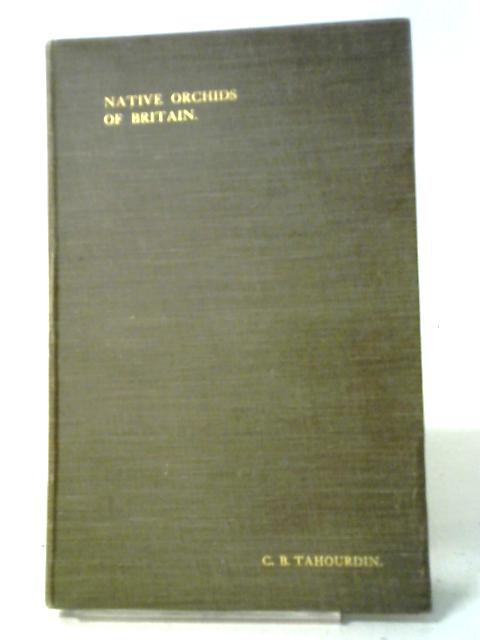 NATIVE ORCHIDS
OF BRITAIN.
C. B. TAHOURDIN.